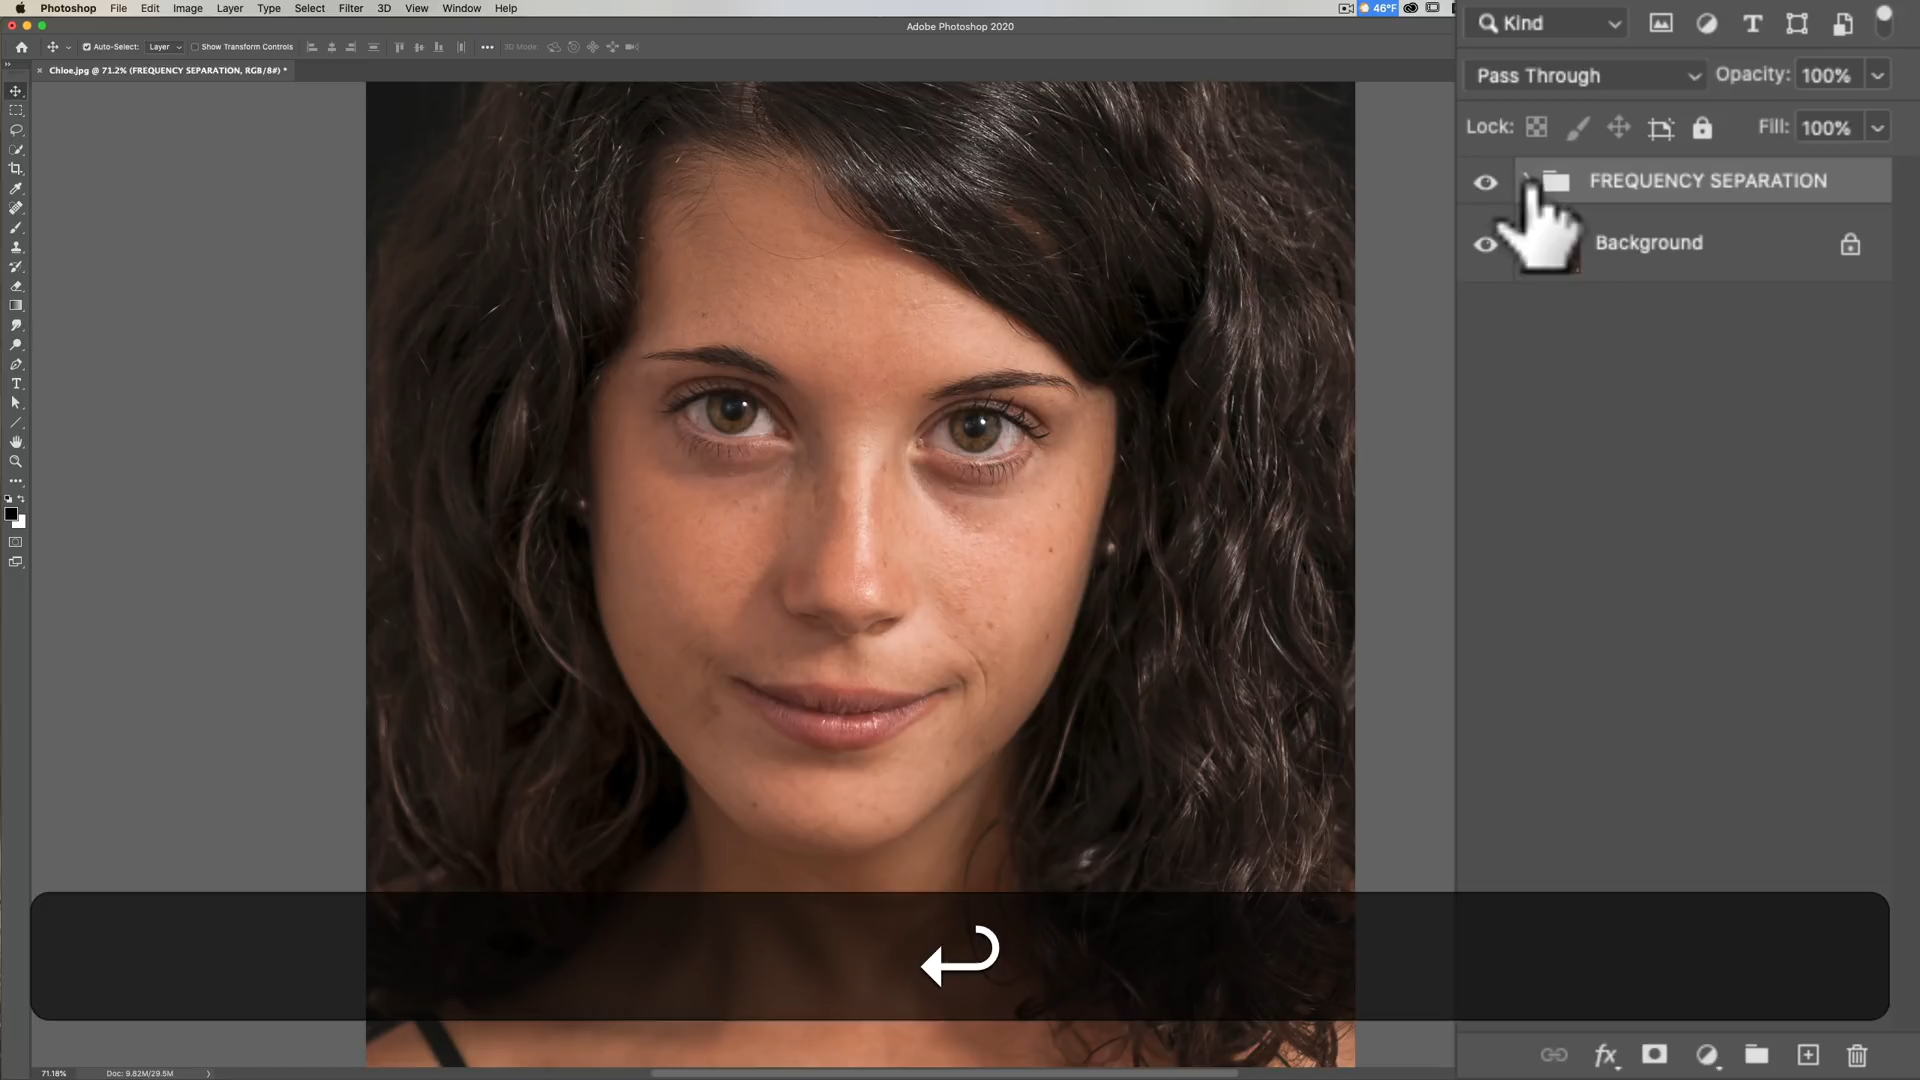 Photoshop File Edit Image Layer Type Select Filter 3D View Window Help
46°F
Adobe Photoshop 2020
Auto-Select: Layer Show Transform Controls 3D Mode:
Chloe.jpg @ 71.2% (FREQUENCY SEPARATION, RGB/8#) *
Kind
Pass Through Opacity: 100%
Lock: Fill: 100%
FREQUENCY SEPARATION
Background
71.18% Doc: 9.82M/29.5M